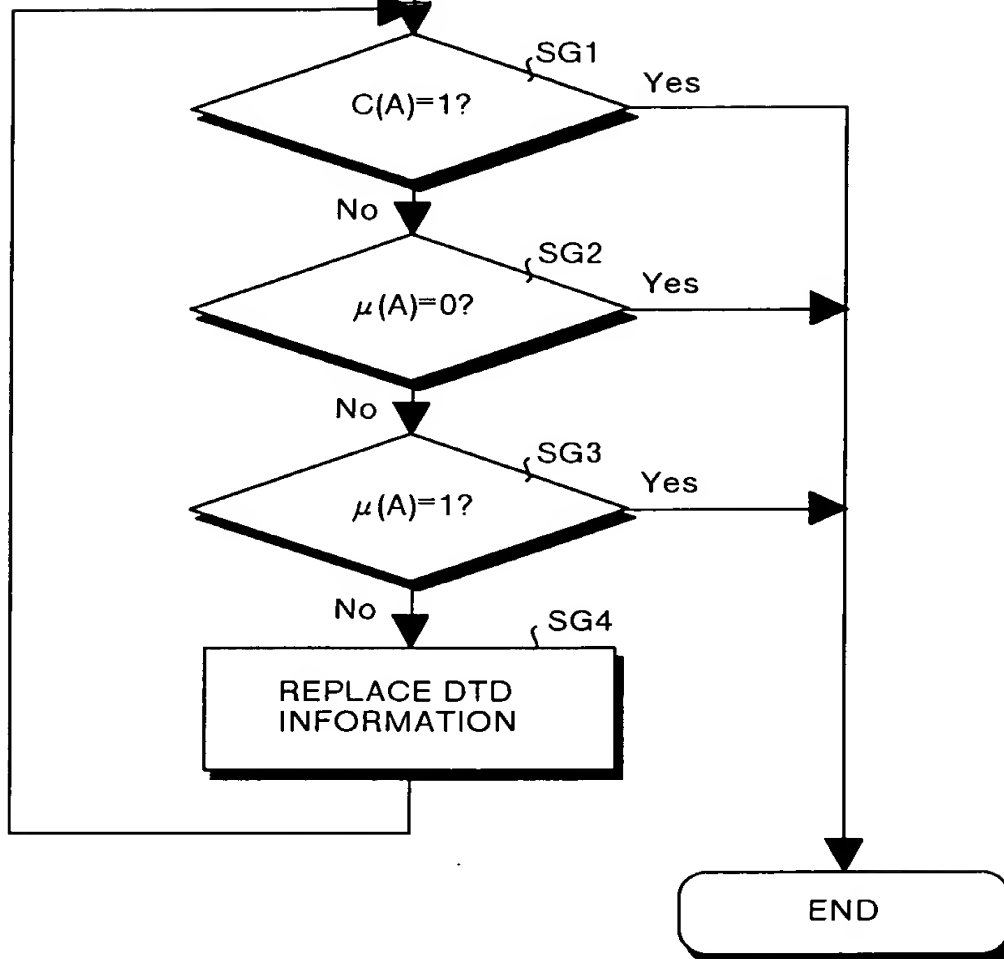 SG1
Yes
C(A)=1?
No
SG2
Yes
μ(A)=0?
No
SG3
Yes
μ(A)=1?
No
SG4
REPLACE DTD
INFORMATION
END